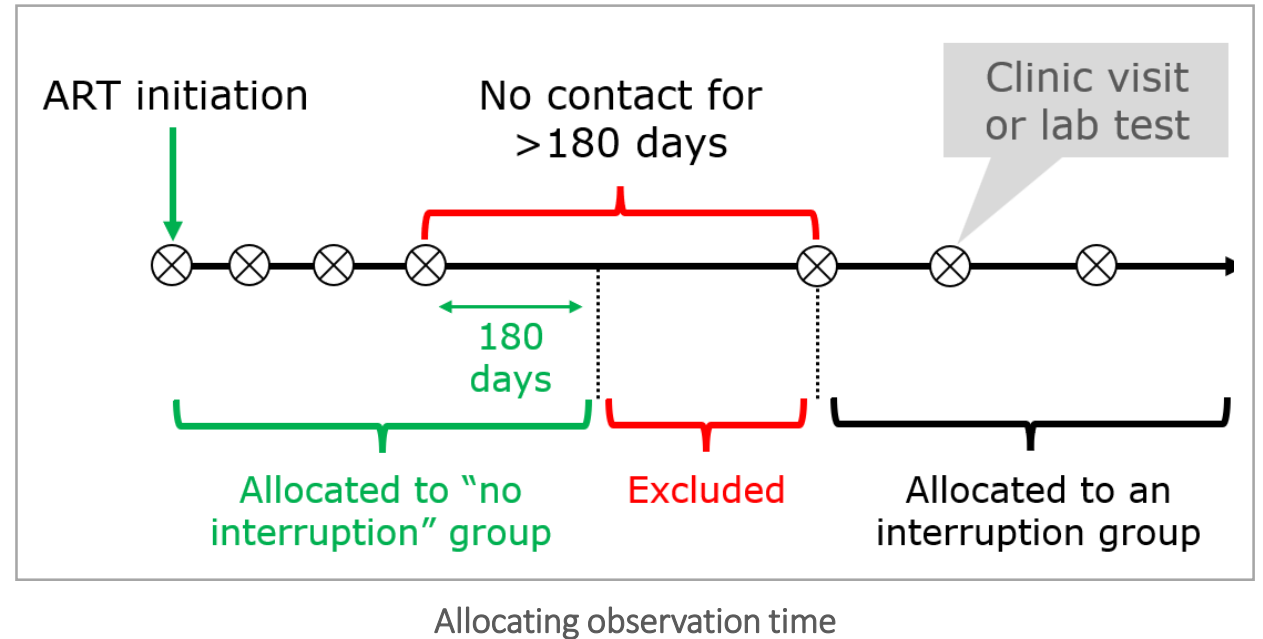 ART initiation
No contact for
>180 days
Clinic visit
or lab test
180
days
Allocated to “no
interruption” group
Excluded
Allocated to an
interruption group
Allocating observation time